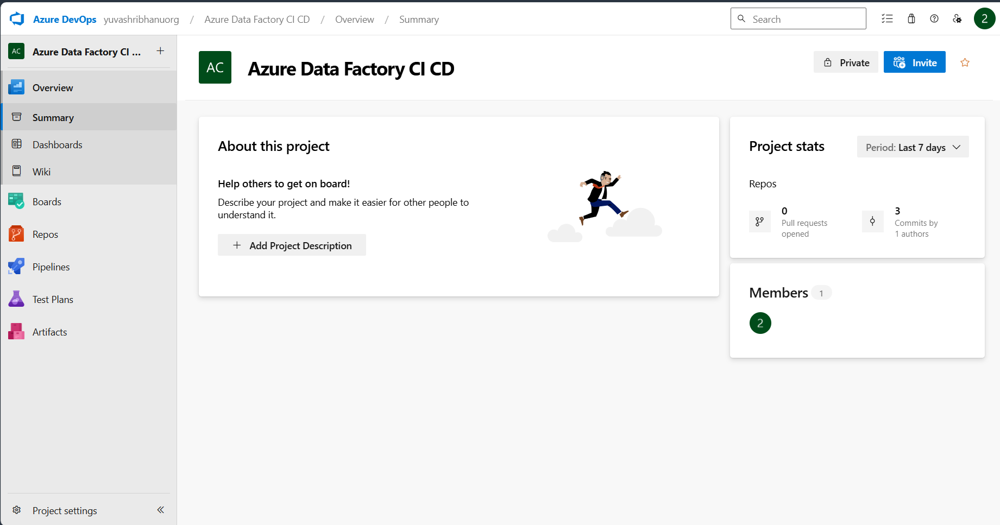 Azure DevOps yuvashribhanuorg / Azure Data Factory CI CD / Overview / Summary
Search
2
AC Azure Data Factory CI ... +
Overview
Summary
Dashboards
Wiki
Boards
Repos
Pipelines
Test Plans
Artifacts
Project settings
AC Azure Data Factory CI CD
Private
Invite
About this project
Help others to get on board!
Describe your project and make it easier for other people to
understand it.
+ Add Project Description
Project stats
Period: Last 7 days
Repos
0
Pull requests
opened
3
Commits by
1 authors
Members 1
2